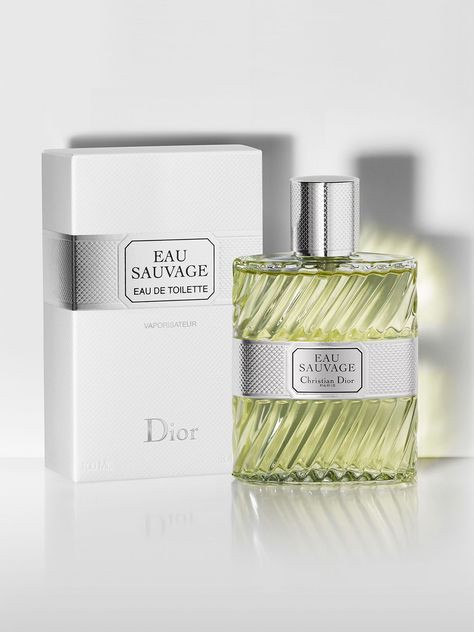 EAU
SAUVAGE
EAU DE TOILETTE
VAPORISATEUR
Dior
EAU
SAUVAGE
Christian Dior
PARIS